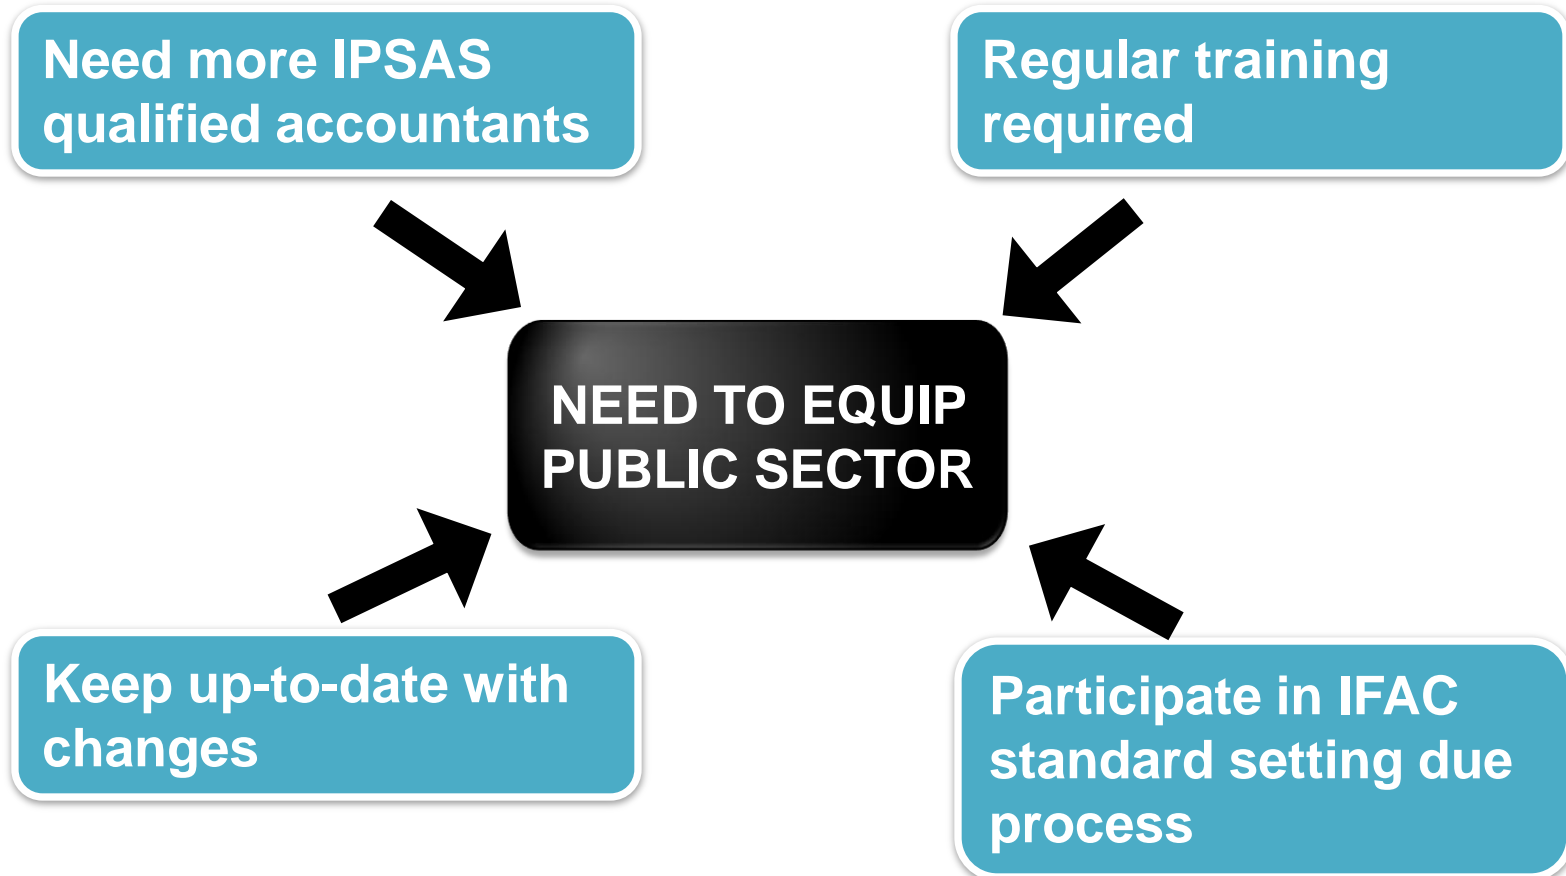 Need more IPSAS
qualified accountants
Regular training
required
NEED TO EQUIP
PUBLIC SECTOR
Keep up-to-date with
changes
Participate in IFAC
standard setting due
process